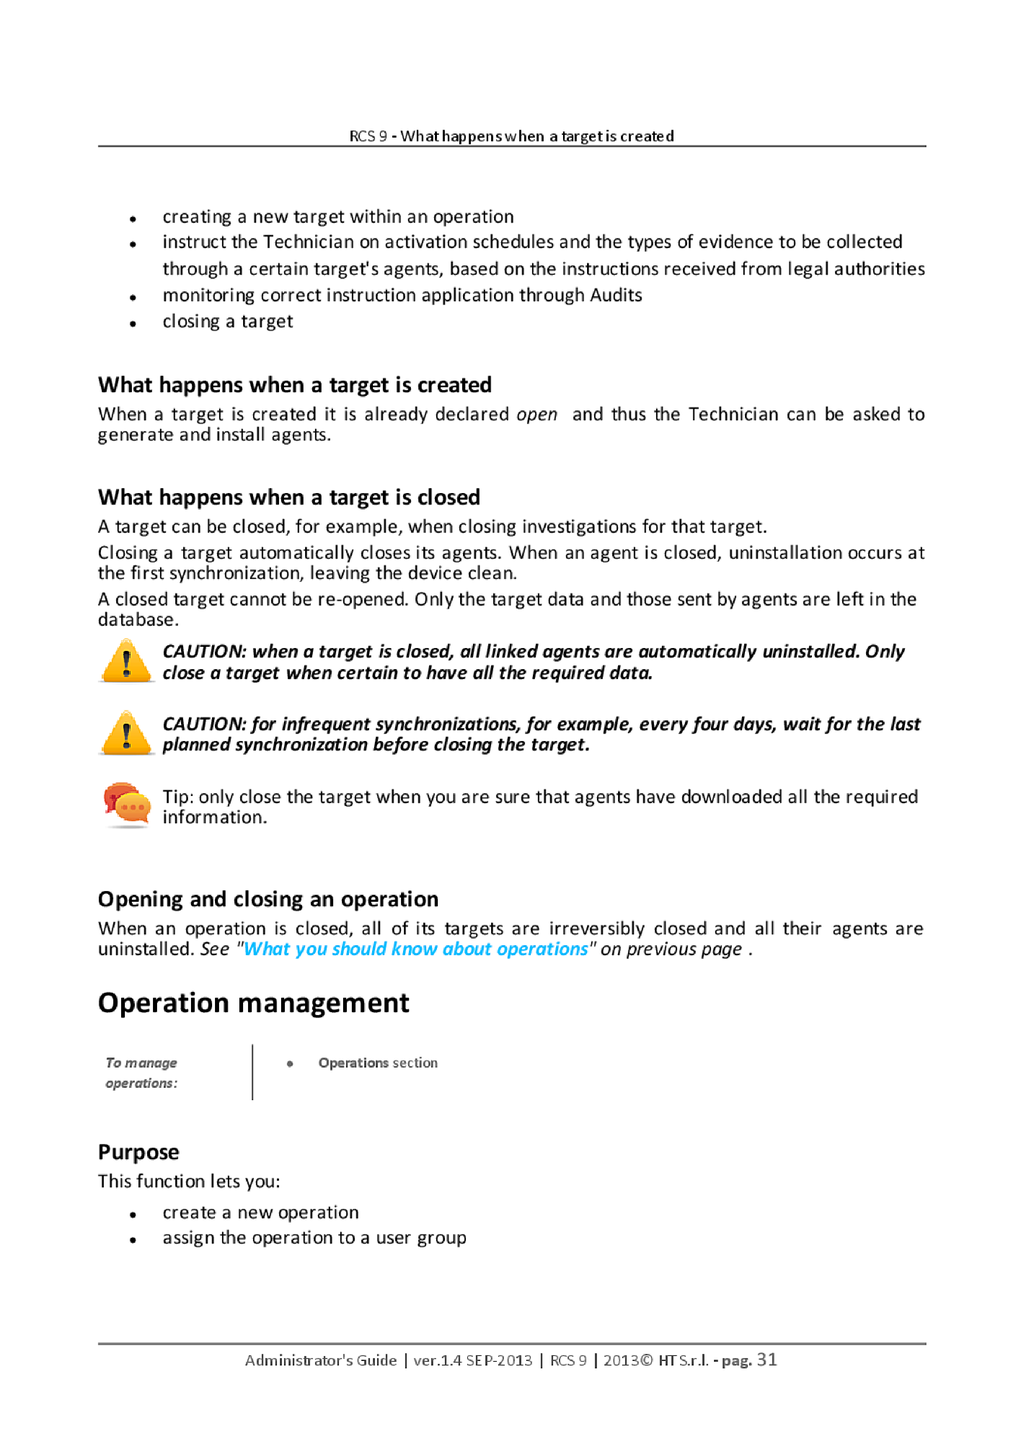 RCS 9 - What happens when a target is created
• creating a new target within an operation
• instruct the Technician on activation schedules and the types of evidence to be collected
through a certain target's agents, based on the instructions received from legal authorities
• monitoring correct instruction application through Audits
• closing a target
What happens when a target is created
When a target is created it is already declared open and thus the Technician can be asked to
generate and install agents.
What happens when a target is closed
A target can be closed, for example, when closing investigations for that target.
Closing a target automatically closes its agents. When an agent is closed, uninstallation occurs at
the first synchronization, leaving the device clean.
A closed target cannot be re-opened. Only the target data and those sent by agents are left in the
database.
CAUTION: when a target is closed, all linked agents are automatically uninstalled. Only
close a target when certain to have all the required data.
CAUTION: for infrequent synchronizations, for example, every four days, wait for the last
planned synchronization before closing the target.
Tip: only close the target when you are sure that agents have downloaded all the required
information.
Opening and closing an operation
When an operation is closed, all of its targets are irreversibly closed and all their agents are
uninstalled. See "What you should know about operations" on previous page .
Operation management
To manage
operations:
• Operations section
Purpose
This function lets you:
• create a new operation
• assign the operation to a user group
Administrator's Guide | ver.1.4 SEP-2013 | RCS 9 | 2013© HT S.r.l. - pag. 31